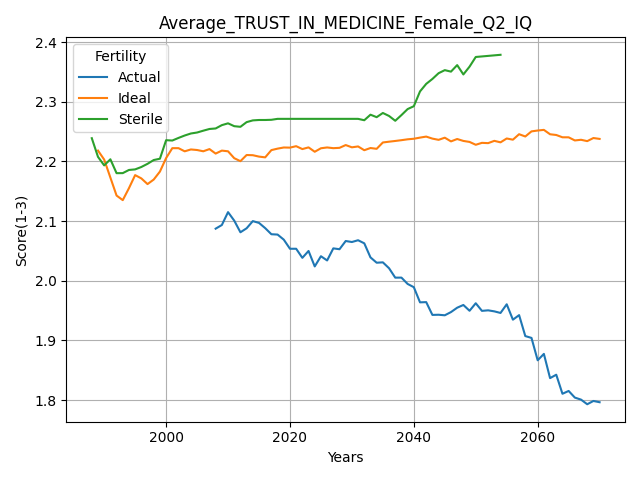 Average_TRUST_IN_MEDICINE_Female_Q2_IQ
Fertility
Actual
Ideal
Sterile
Score(1-3)
2.4
2.3
2.2
2.1
2.0
1.9
1.8
2000
2020
2040
2060
Years